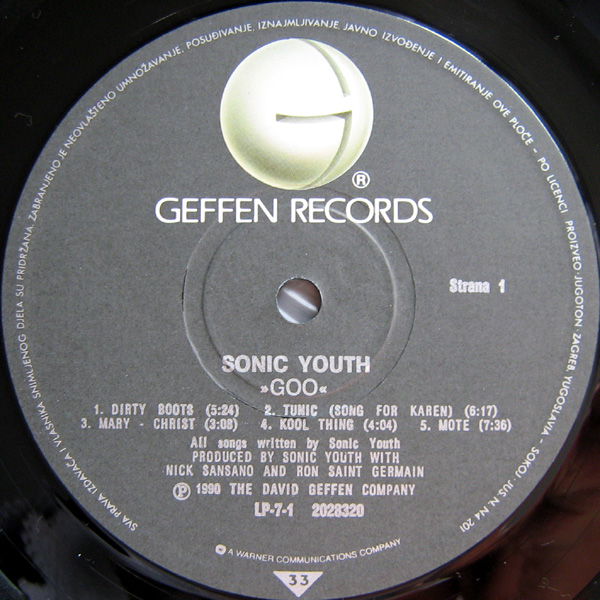 SVA PRAVA IZDAVAČA I VLASNIKA SNIMLJENOG DJELA SU PRIDRŽANA. ZABRANJENO JE NEOVLAŠTENO UMNOŽAVANJE, POSUĐIVANJE, IZNAJMLJIVANJE, JAVNO IZVOĐENJE I EMITIRANJE OVE PLOČE - PO LICENCI PROIZVEO JUGOTON - ZAGREB, YUGOSLAVIA - SOKOJ - JUS N. N4 201
®
GEFFEN RECORDS
Strana 1
SONIC YOUTH
»GOO«
1. DIRTY BOOTS (5:24) 2. TUNIC (SONG FOR KAREN) (6:17)
3. MARY - CHRIST (3:08) 4. KOOL THING (4:04) 5. MOTE (7:36)
All songs written by Sonic Youth
PRODUCED BY SONIC YOUTH WITH
NICK SANSANO AND RON SAINT GERMAIN
Ⓟ 1990 THE DAVID GEFFEN COMPANY
LP-7-1 2028320
A WARNER COMMUNICATIONS COMPANY
33